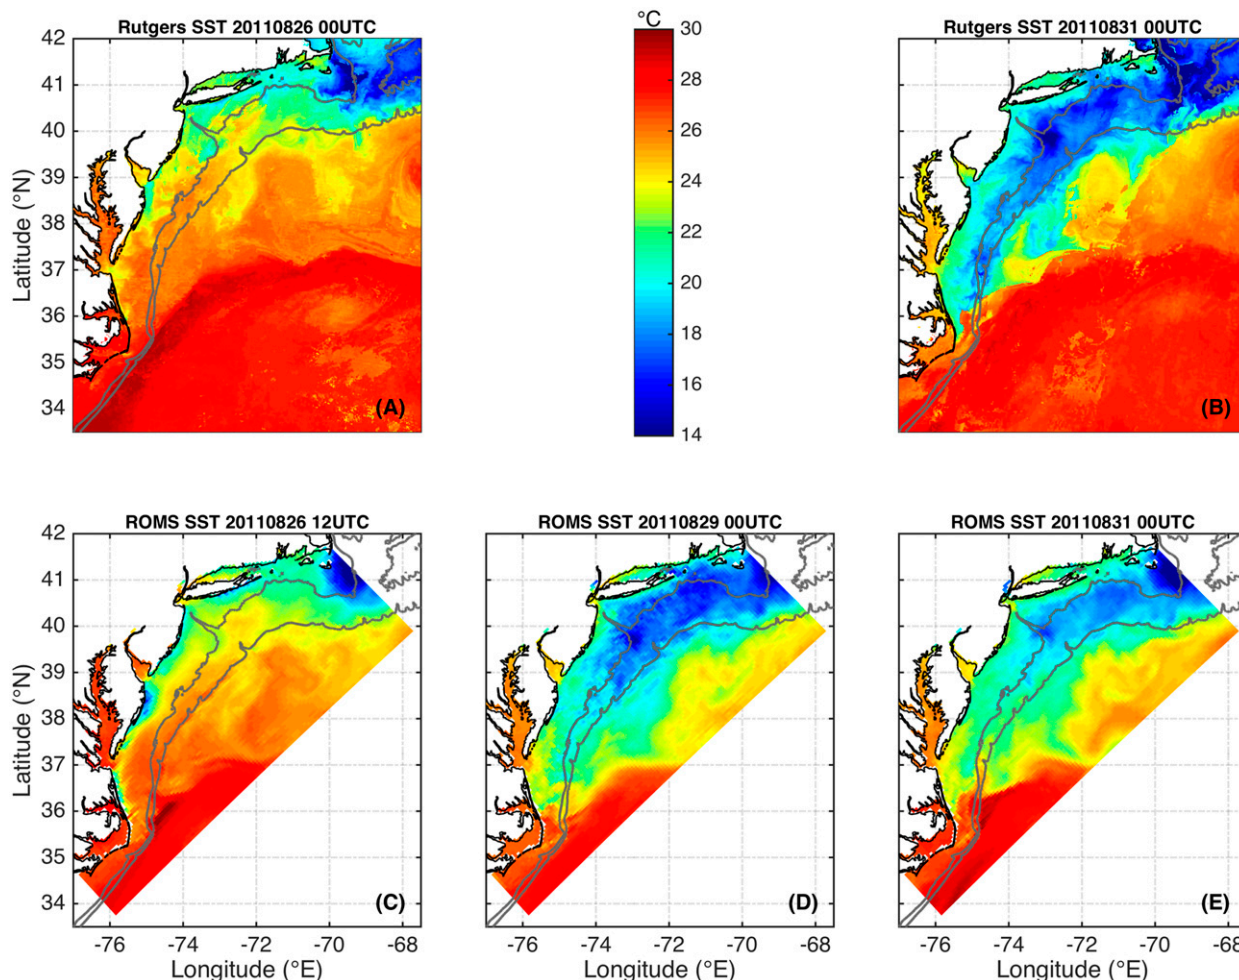 Rutgers SST 20110826 00UTC
°C
Rutgers SST 20110831 00UTC
42
41
40
39
38
37
36
35
34
Latitude (°N)
(A)
30
28
26
24
22
20
18
16
14
(B)
ROMS SST 20110826 12UTC
ROMS SST 20110829 00UTC
ROMS SST 20110831 00UTC
42
41
40
39
38
37
36
35
34
Latitude (°N)
(C)
(D)
(E)
-76 -74 -72 -70 -68
-76 -74 -72 -70 -68
-76 -74 -72 -70 -68
Longitude (°E)
Longitude (°E)
Longitude (°E)